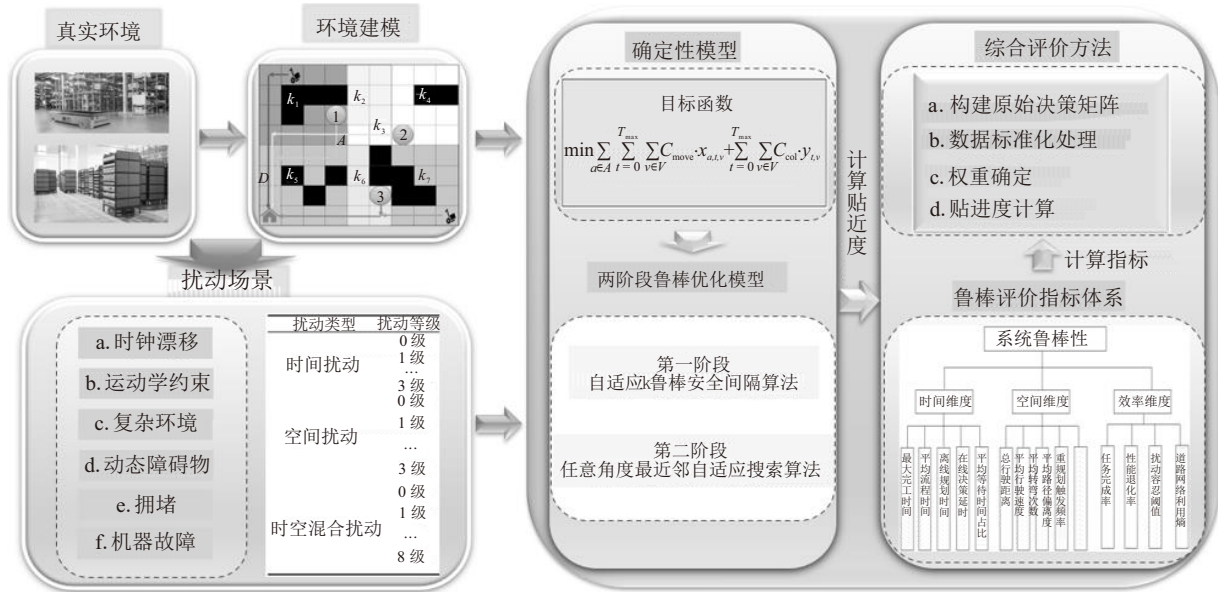 真实环境
环境建模
k1
k2
k3
k4
k5
k6
k7
1
2
3
A
D
扰动场景
a. 时钟漂移
b. 运动学约束
c. 复杂环境
d. 动态障碍物
e. 拥堵
f. 机器故障
扰动类型 扰动等级
时间扰动
0 级
1 级
...
3 级
空间扰动
0 级
1 级
...
3 级
时空混合扰动
0 级
1 级
...
8 级
确定性模型
目标函数
min∑_{a∈A}∑_{t=0}^{T_max}∑_{v∈V}C_move·x_{a,t,v}+∑_{t=0}^{T_max}∑_{v∈V}C_col·y_{t,v}
两阶段鲁棒优化模型
第一阶段
自适应k鲁棒安全间隔算法
第二阶段
任意角度最近邻自适应搜索算法
计算贴近度
综合评价方法
a. 构建原始决策矩阵
b. 数据标准化处理
c. 权重确定
d. 贴进度计算
计算指标
鲁棒评价指标体系
系统鲁棒性
时间维度
空间维度
效率维度
最大完工时间
平均流程时间
离线规划时间
在线决策延时
平均等待时间占比
总行驶距离
平均行驶速度
平均转弯次数
平均路径偏离度
重规划触发频率
任务完成率
性能退化率
扰动容忍阈值
道路网络利用熵